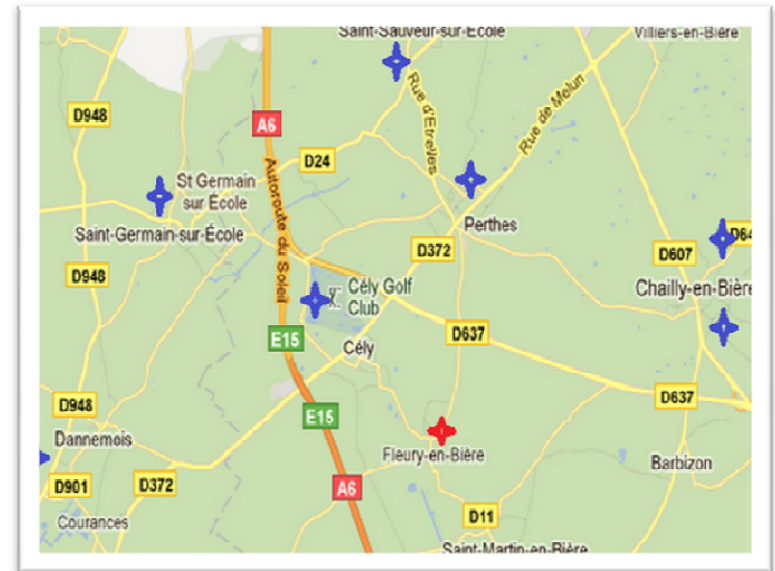 Saint-Sauveur-sur-École
Villiers-en-Bière
D948
A6
Rue d'Etrelles
Rue de Melun
D24
St Germain
sur École
Autoroute du Soleil
Perthes
Saint-Germain-sur-École
D372
D607
D64
D948
Cély Golf
Club
Chailly-en-Bière
E15
Cély
D637
D948
E15
D637
Dannemois
Fleury-en-Bière
Barbizon
D901
D372
A6
Courances
D11
Saint-Martin-en-Bière